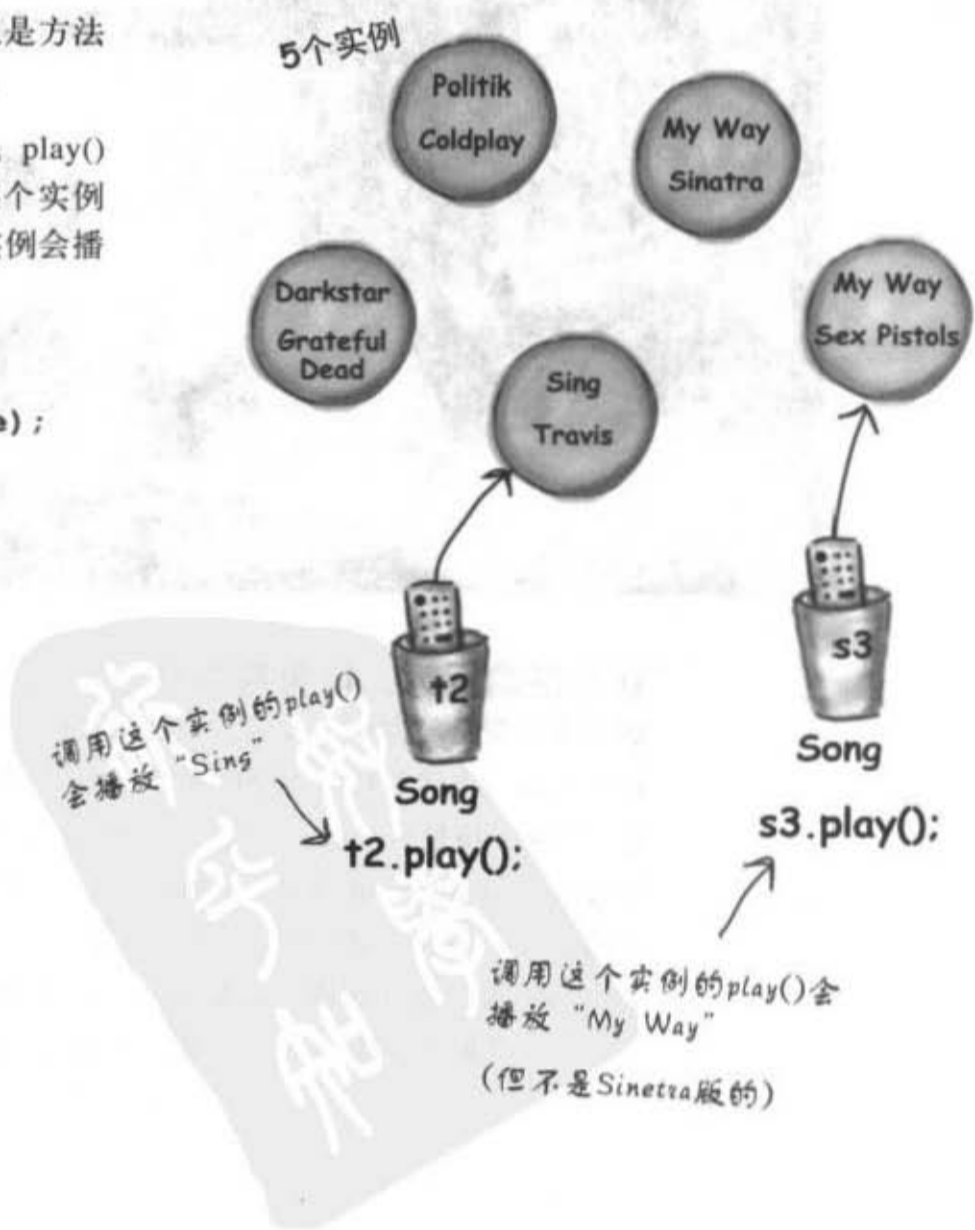 是方法
play()
个实例
例会播
e);
5个实例
Politik
Coldplay
My Way
Sinatra
Darkstar
Grateful
Dead
Sing
Travis
My Way
Sex Pistols
t2
Song
t2.play();
s3
Song
s3.play();
调用这个实例的play()
会播放“Sing”
调用这个实例的play()会
播放“My Way”
(但不是Sinetra版的)